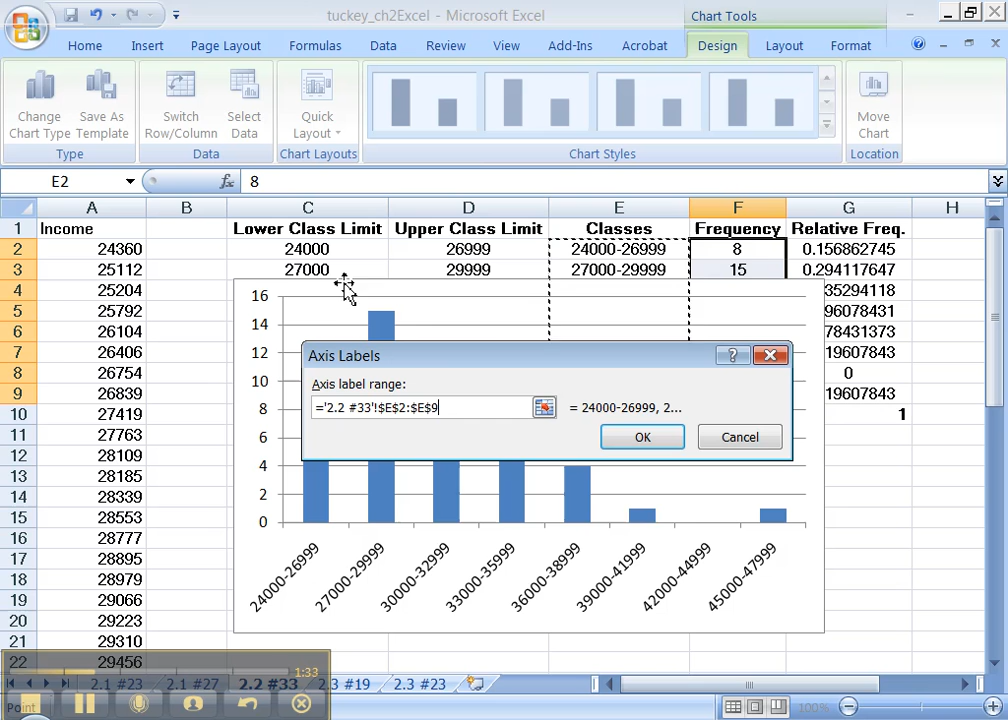 tuckey_ch2Excel - Microsoft Excel
Chart Tools
Home Insert Page Layout Formulas Data Review View Add-Ins Acrobat Design Layout Format
Change Chart Type
Save As Template
Switch Row/Column
Select Data
Quick Layout
Move Chart
Type Data Chart Layouts Chart Styles Location
E2 fx 8
A B C D E F G H
1 Income Lower Class Limit Upper Class Limit Classes Frequency Relative Freq.
2 24360 24000 26999 24000-26999 8 0.156862745
3 25112 27000 29999 27000-29999 15 0.294117647
4 25204 35294118
5 25792 96078431
6 26104 78431373
7 26406 19607843
8 26754 0
9 26839 19607843
10 27419 1
11 27763
12 28109
13 28185
14 28339
15 28553
16 28777
17 28895
18 28979
19 29066
20 29223
21 29310
22 29456
16
14
12
10
8
6
4
2
0
24000-26999 27000-29999 30000-32999 33000-35999 36000-38999 39000-41999 42000-44999 45000-47999
Axis Labels
Axis label range:
='2.2 #33'!$E$2:$E$9 = 24000-26999, 2...
OK Cancel
1:33
2.1 #23 2.1 #27 2.2 #33 2.3 #19 2.3 #23
Point
100%